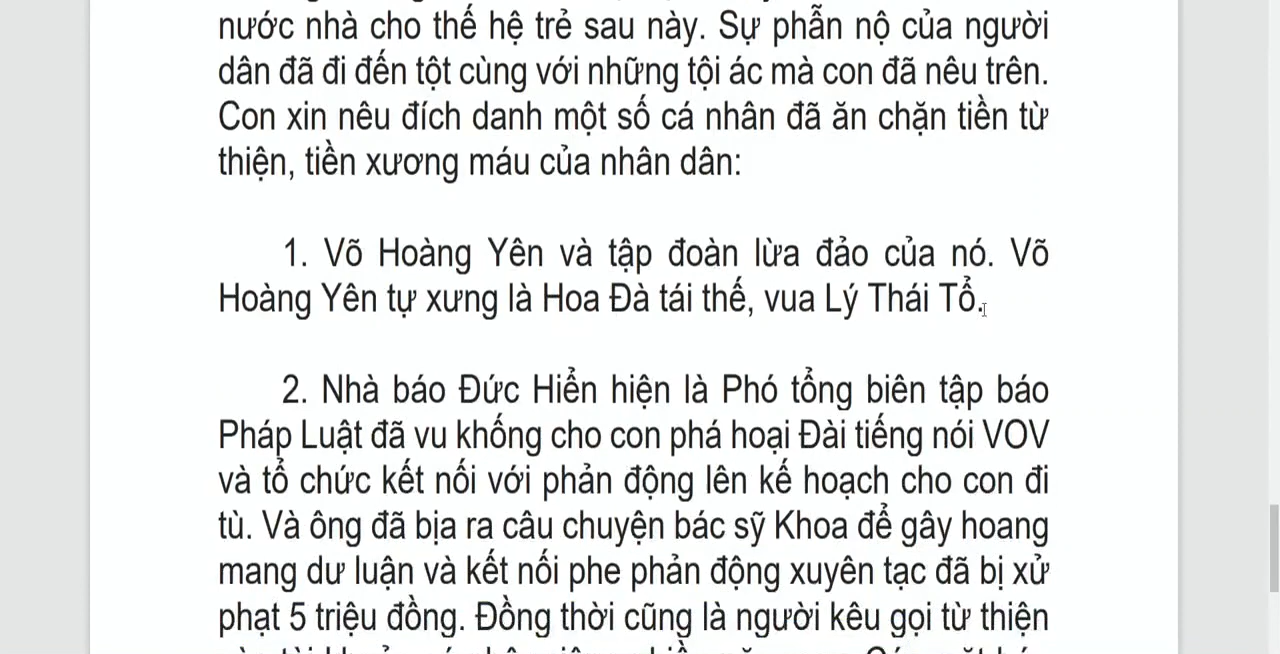 nước nhà cho thế hệ trẻ sau này. Sự phẫn nộ của người
dân đã đi đến tột cùng với những tội ác mà con đã nêu trên.
Con xin nêu đích danh một số cá nhân đã ăn chặn tiền từ
thiện, tiền xương máu của nhân dân:
1. Võ Hoàng Yên và tập đoàn lừa đảo của nó. Võ
Hoàng Yên tự xưng là Hoa Đà tái thế, vua Lý Thái Tổ.
2. Nhà báo Đức Hiển hiện là Phó tổng biên tập báo
Pháp Luật đã vu khống cho con phá hoại Đài tiếng nói VOV
và tổ chức kết nối với phản động lên kế hoạch cho con đi
tù. Và ông đã bịa ra câu chuyện bác sỹ Khoa để gây hoang
mang dư luận và kết nối phe phản động xuyên tạc đã bị xử
phạt 5 triệu đồng. Đồng thời cũng là người kêu gọi từ thiện